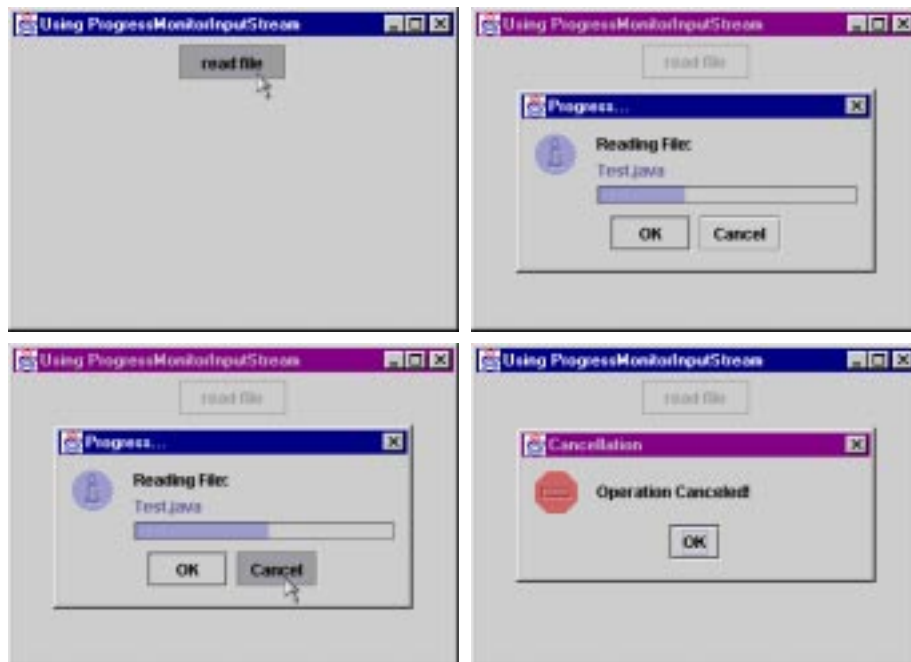 Using ProgressMonitorInputStream
read file
Using ProgressMonitorInputStream
read file
Progress...
Reading File:
Test.java
OK Cancel
Using ProgressMonitorInputStream
read file
Progress...
Reading File:
Test.java
OK Cancel
Using ProgressMonitorInputStream
read file
Cancellation
Operation Canceled!
OK